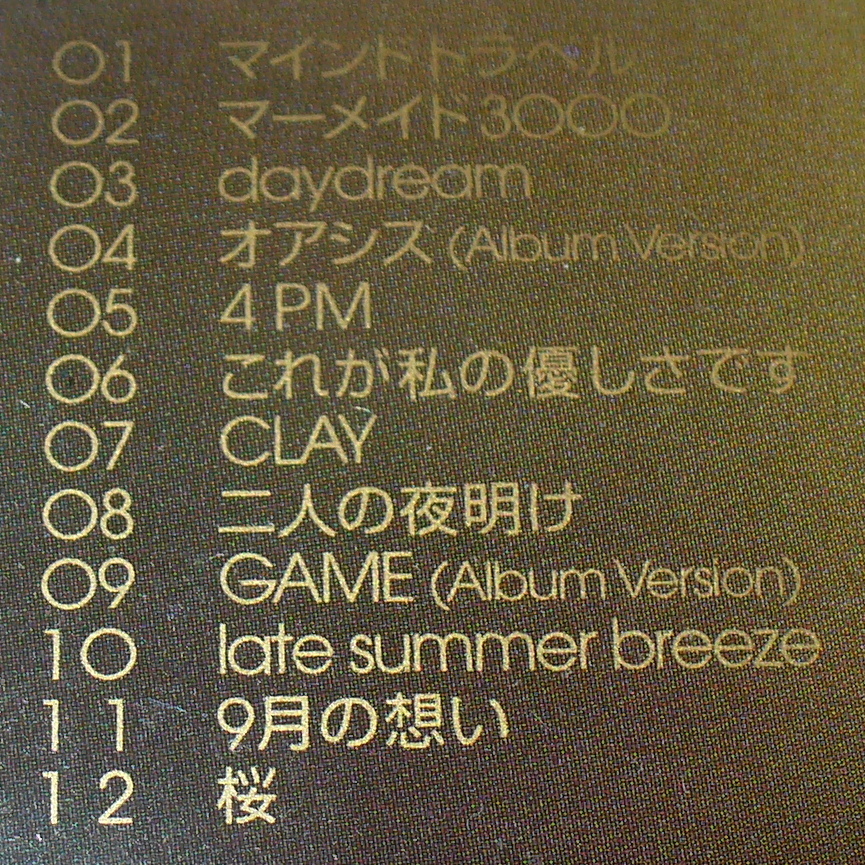 01 マインドトラベル
02 マーメイド3000
03 daydream
04 オアシス (Album Version)
05 4 PM
06 これが私の優しさです
07 CLAY
08 二人の夜明け
09 GAME (Album Version)
10 late summer breeze
11 9月の想い
12 桜